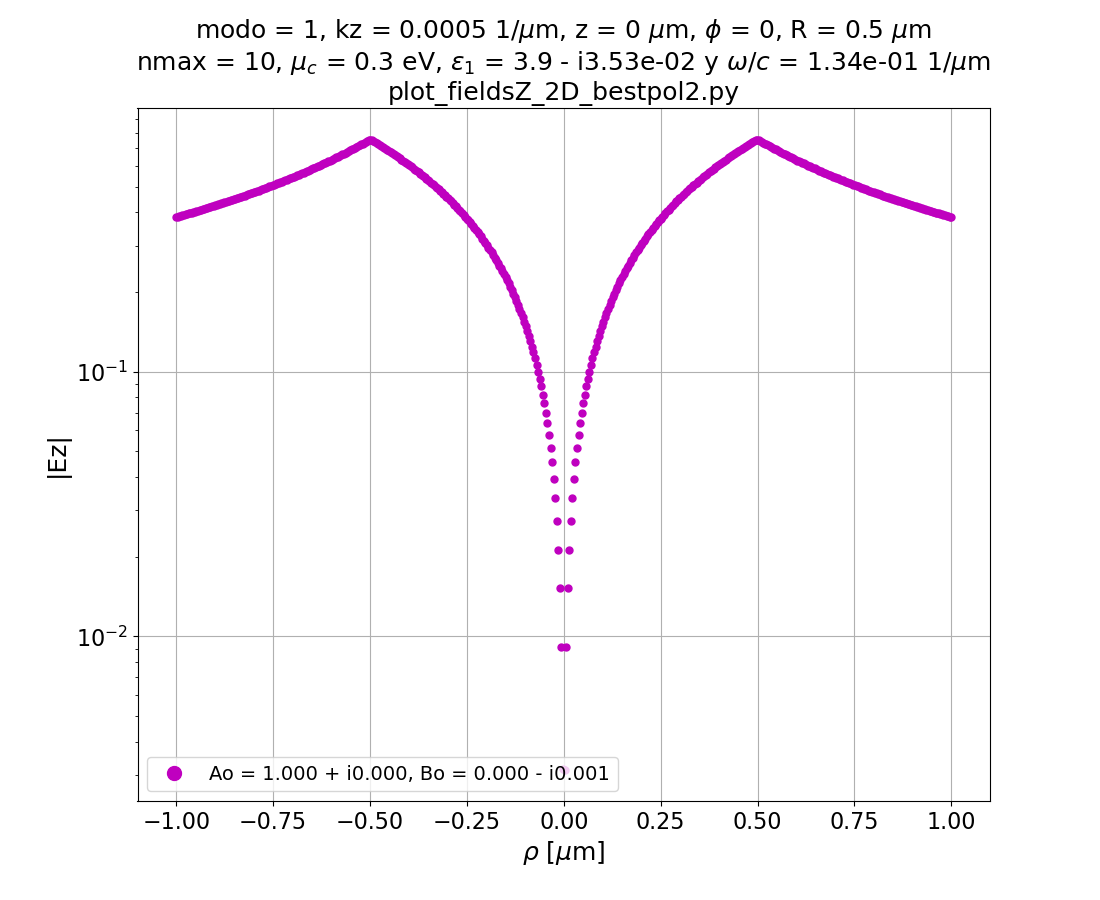 modo = 1, kz = 0.0005 1/μm, z = 0 μm, ϕ = 0, R = 0.5 μm
nmax = 10, μc = 0.3 eV, ε1 = 3.9 - i3.53e-02 y ω/c = 1.34e-01 1/μm
plot_fieldsZ_2D_bestpol2.py
|Ez|
10−1
10−2
Ao = 1.000 + i0.000, Bo = 0.000 - i0.001
−1.00 −0.75 −0.50 −0.25 0.00 0.25 0.50 0.75 1.00
ρ [μm]